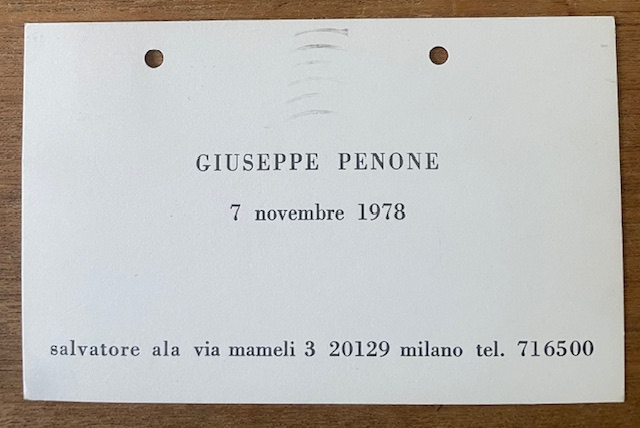 GIUSEPPE PENONE
7 novembre 1978
salvatore ala via mameli 3 20129 milano tel. 716500